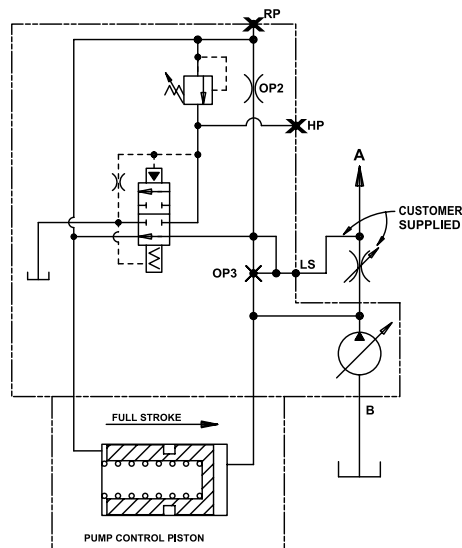 RP
OP2
HP
A
CUSTOMER
SUPPLIED
LS
OP3
B
FULL STROKE
PUMP CONTROL PISTON